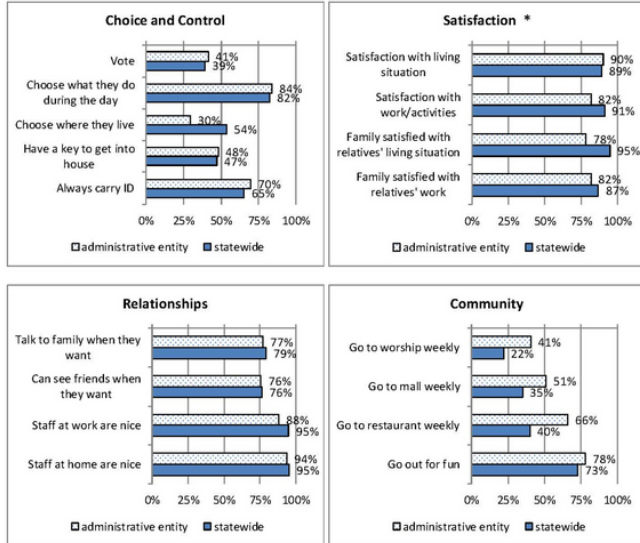 Choice and Control
Vote
41%
39%
Choose what they do
during the day
84%
82%
Choose where they live
30%
54%
Have a key to get into
house
48%
47%
Always carry ID
70%
65%
0% 25% 50% 75% 100%
administrative entity statewide
Satisfaction *
Satisfaction with living
situation
90%
89%
Satisfaction with
work/activities
82%
91%
Family satisfied with
relatives' living situation
78%
95%
Family satisfied with
relatives' work
82%
87%
0% 25% 50% 75% 100%
administrative entity statewide
Relationships
Talk to family when they
want
77%
79%
Can see friends when
they want
76%
76%
Staff at work are nice
88%
95%
Staff at home are nice
94%
95%
0% 25% 50% 75% 100%
administrative entity statewide
Community
Go to worship weekly
41%
22%
Go to mall weekly
51%
35%
Go to restaurant weekly
66%
40%
Go out for fun
78%
73%
0% 25% 50% 75% 100%
administrative entity statewide